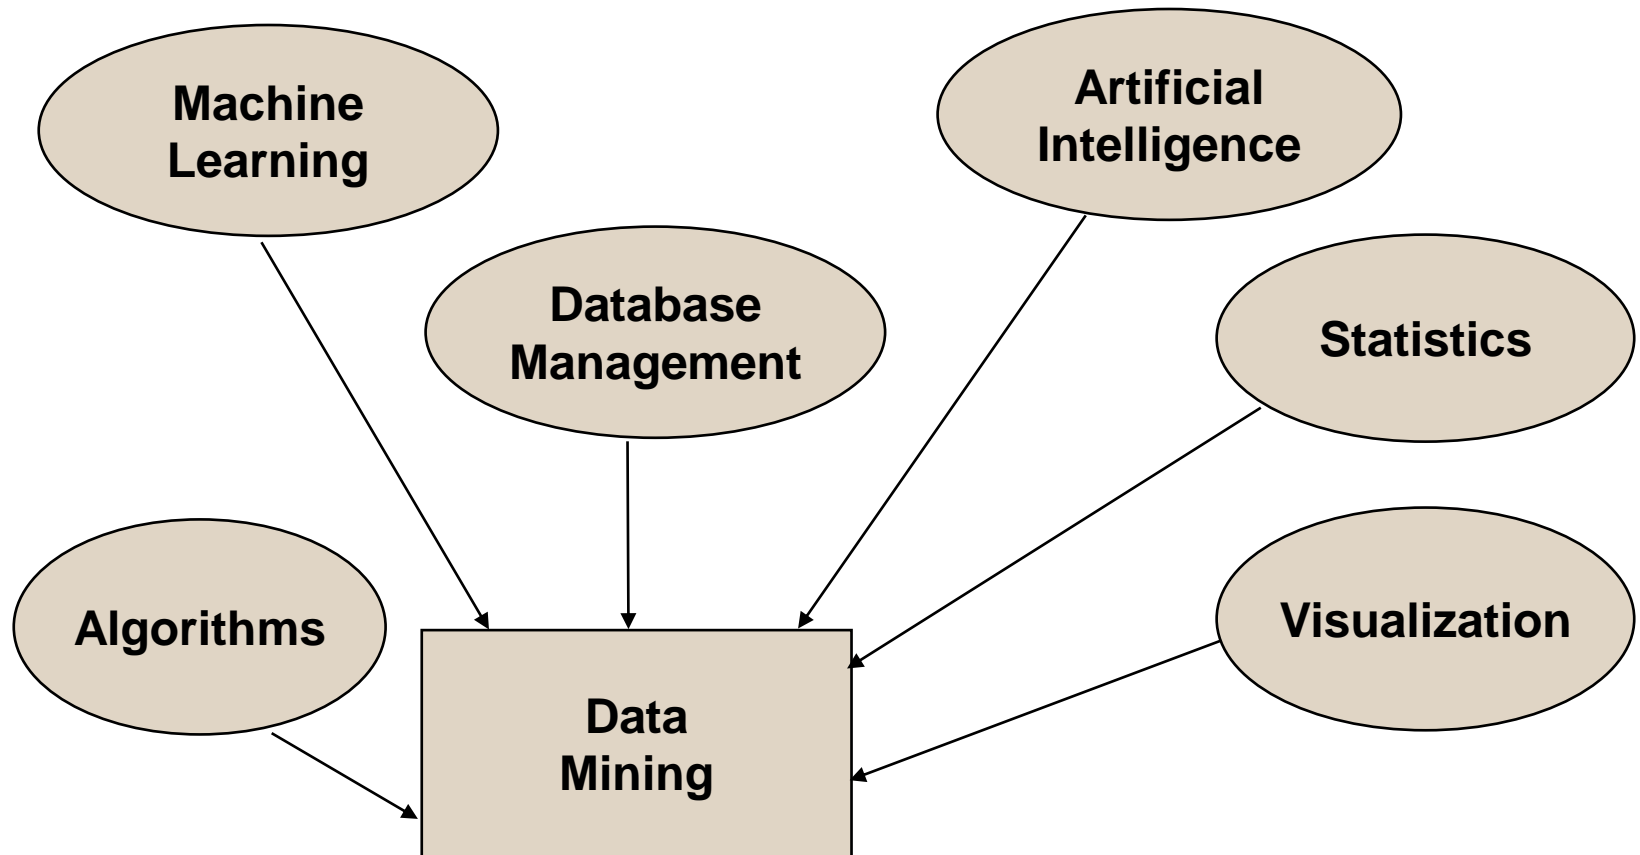 Machine
Learning
Artificial
Intelligence
Database
Management
Statistics
Algorithms
Visualization
Data
Mining